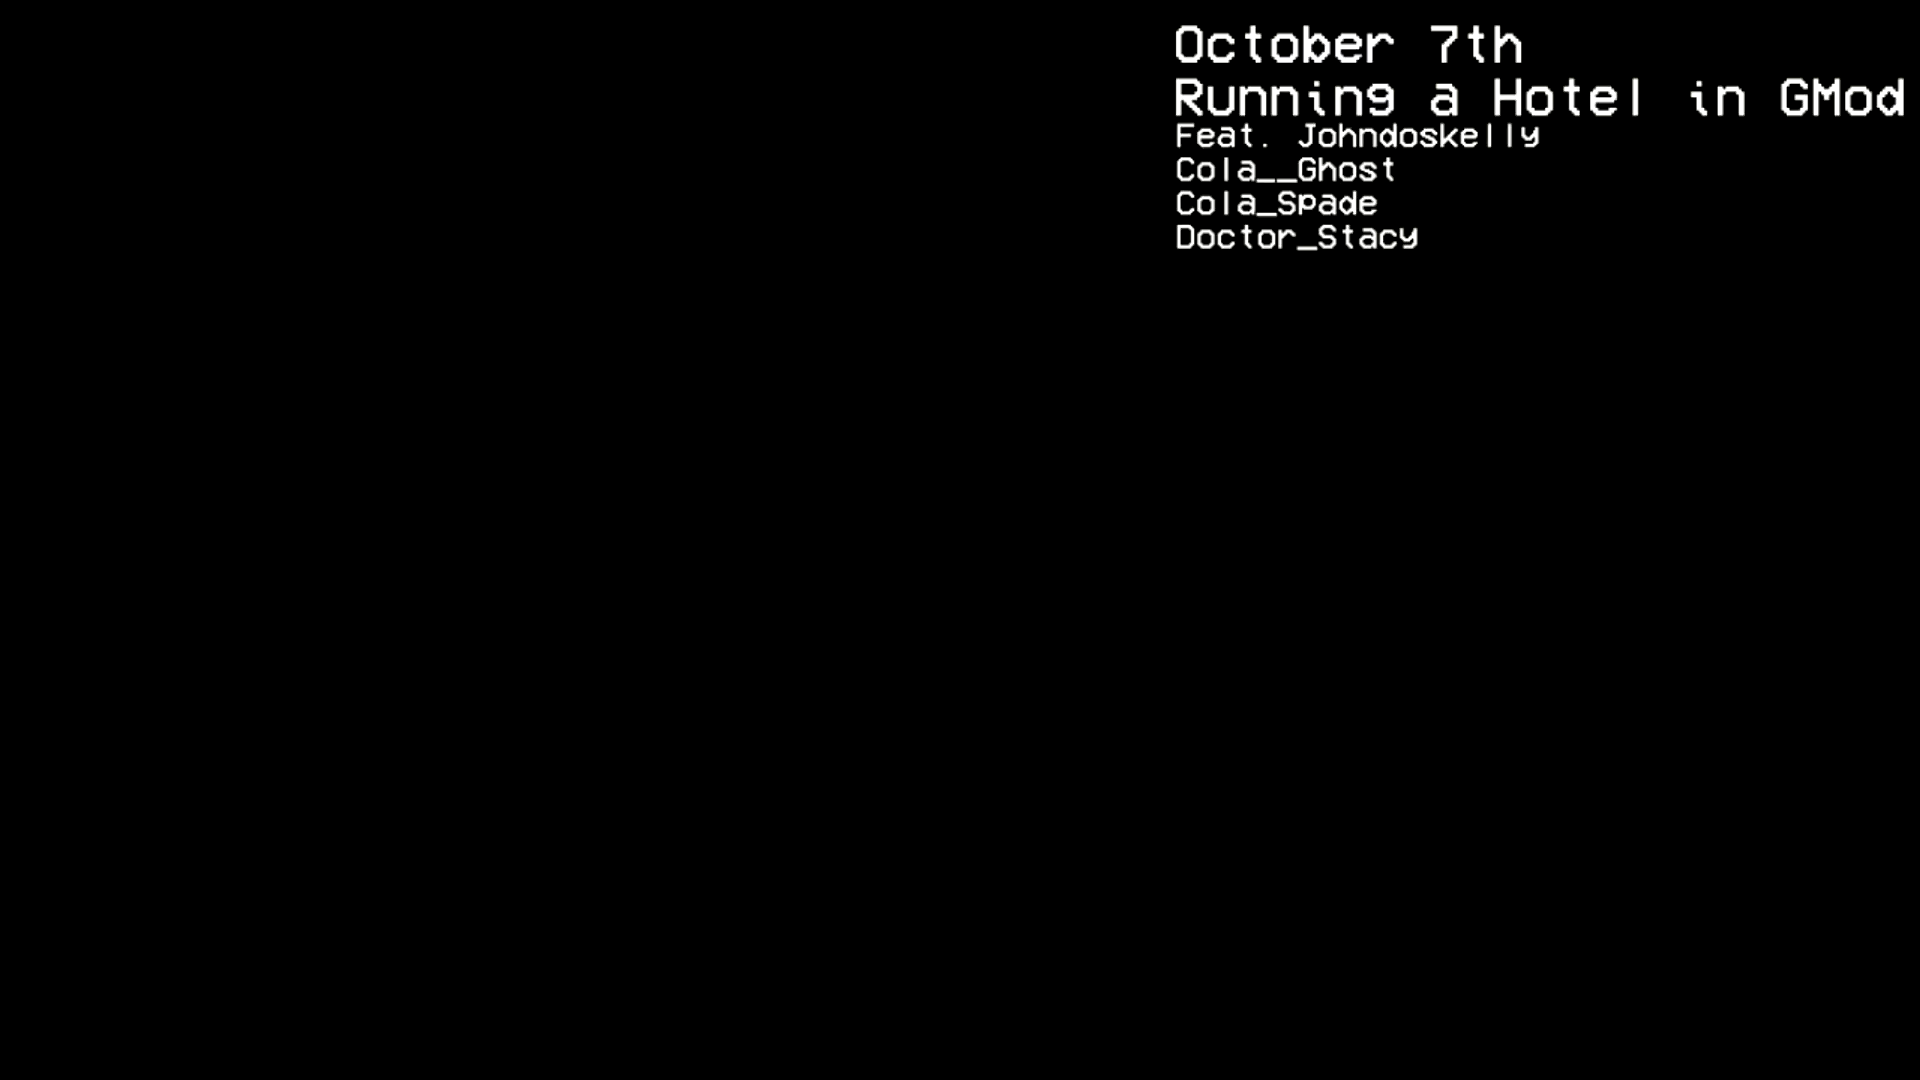 October 7th
Running a Hotel in GMod
Feat. Johndoskelly
Cola__Ghost
Cola_Spade
Doctor_Stacy